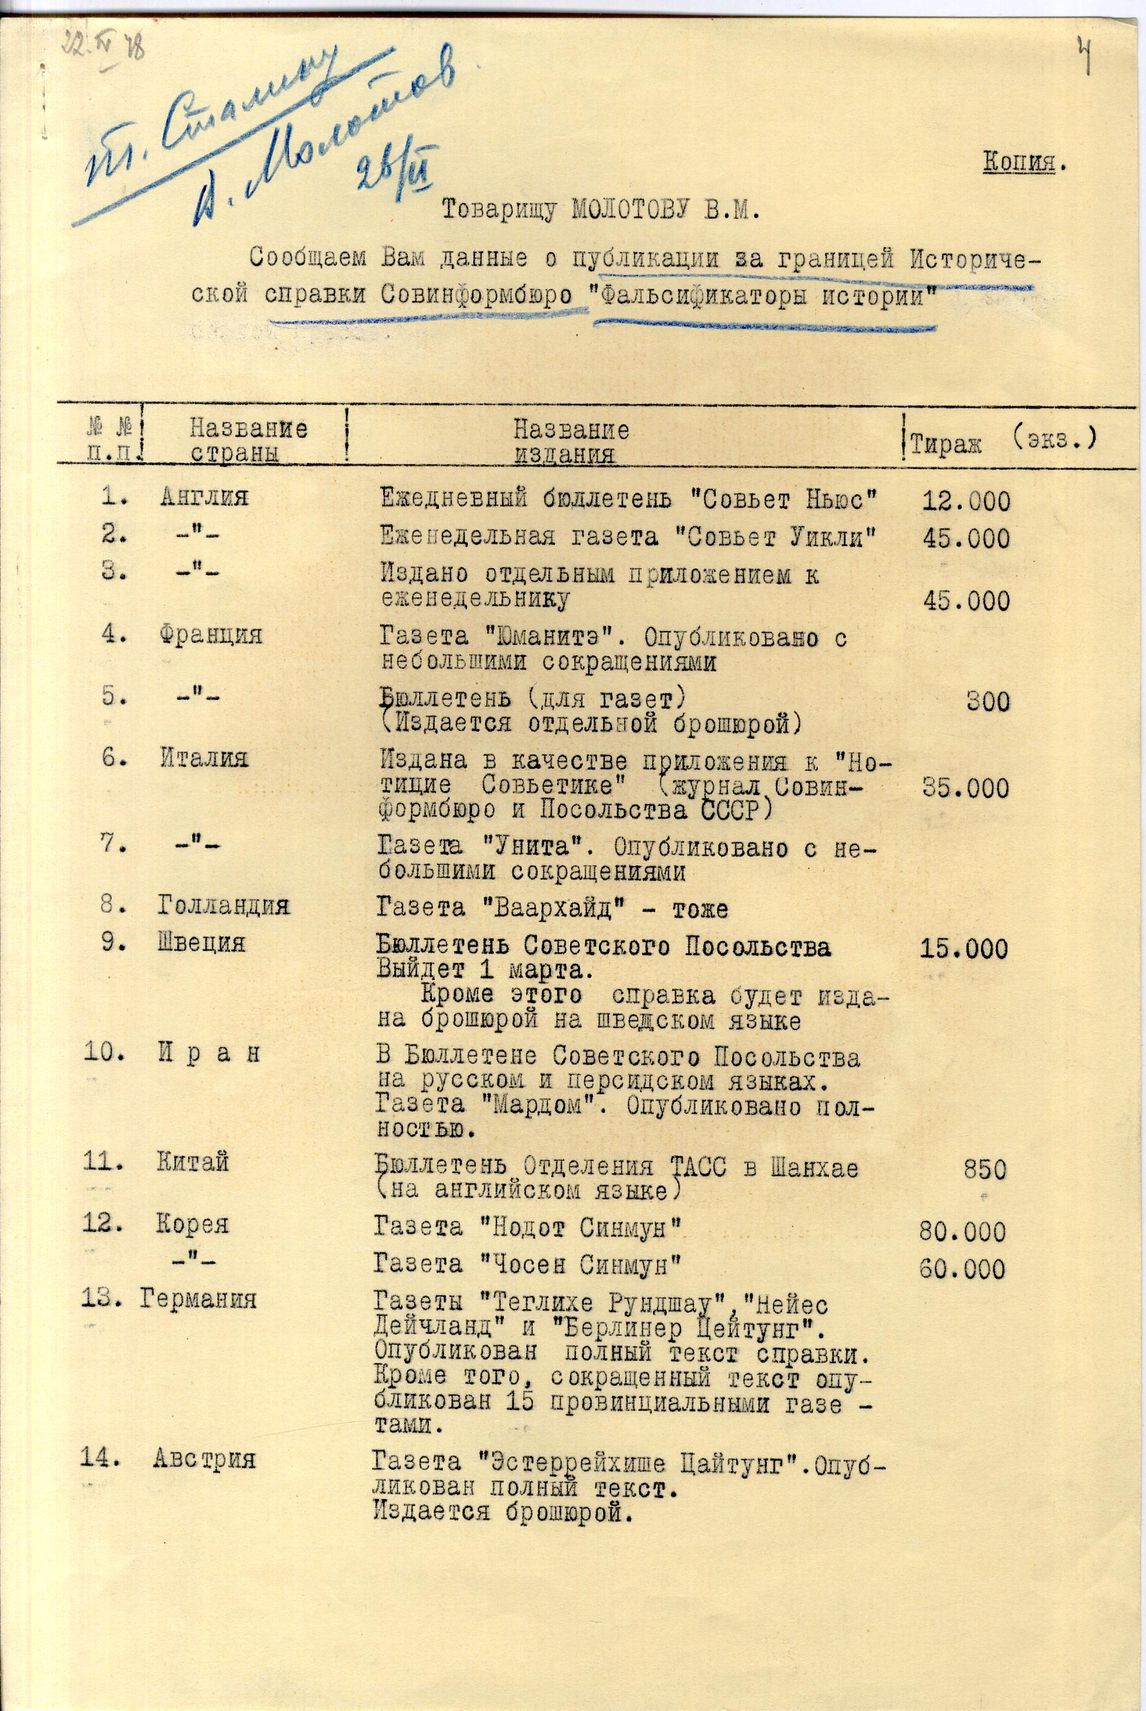 22.IV 48
4
т. Сталину
В. Молотов
26/II
Копия.
Товарищу МОЛОТОВУ В.М.
Сообщаем Вам данные о публикации за границей Историче-
ской справки Совинформбюро "Фальсификаторы истории"
№ № Название Название Тираж (экз.)
п.п. страны издания
1. Англия Ежедневный бюллетень "Совьет Ньюс" 12.000
2. -"- Еженедельная газета "Совьет Уикли" 45.000
3. -"- Издано отдельным приложением к
еженедельнику 45.000
4. Франция Газета "Юманитэ". Опубликовано с
небольшими сокращениями
5. -"- Бюллетень (для газет) 300
(Издается отдельной брошюрой)
6. Италия Издана в качестве приложения к "Но-
тицие Совьетике" (журнал Совин- 35.000
формбюро и Посольства СССР)
7. -"- Газета "Унита". Опубликовано с не-
большими сокращениями
8. Голландия Газета "Ваархайд" - тоже
9. Швеция Бюллетень Советского Посольства 15.000
Выйдет 1 марта.
Кроме этого справка будет изда-
на брошюрой на шведском языке
10. И р а н В Бюллетене Советского Посольства
на русском и персидском языках.
Газета "Мардом". Опубликовано пол-
ностью.
11. Китай Бюллетень Отделения ТАСС в Шанхае 850
(на английском языке)
12. Корея Газета "Нодот Синмун" 80.000
-"- Газета "Чосен Синмун" 60.000
13. Германия Газеты "Теглихе Рундшау","Нейес
Дейчланд" и "Берлинер Цейтунг".
Опубликован полный текст справки.
Кроме того, сокращенный текст опу-
бликован 15 провинциальными газе -
тами.
14. Австрия Газета "Эстеррейхише Цайтунг".Опуб-
ликован полный текст.
Издается брошюрой.